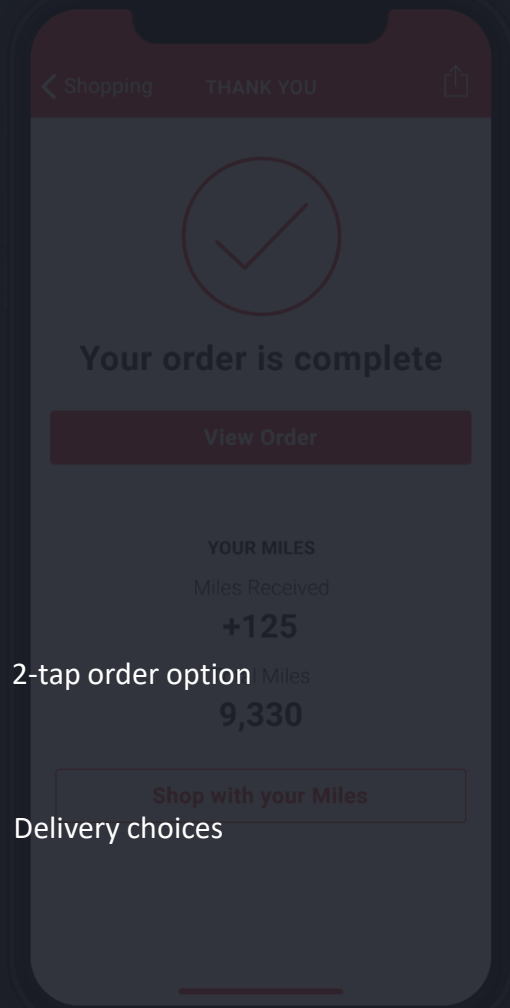 Shopping THANK YOU
Your order is complete
View Order
YOUR MILES
Miles Received
+125
2-tap order option Miles
9,330
Shop with your Miles
Delivery choices